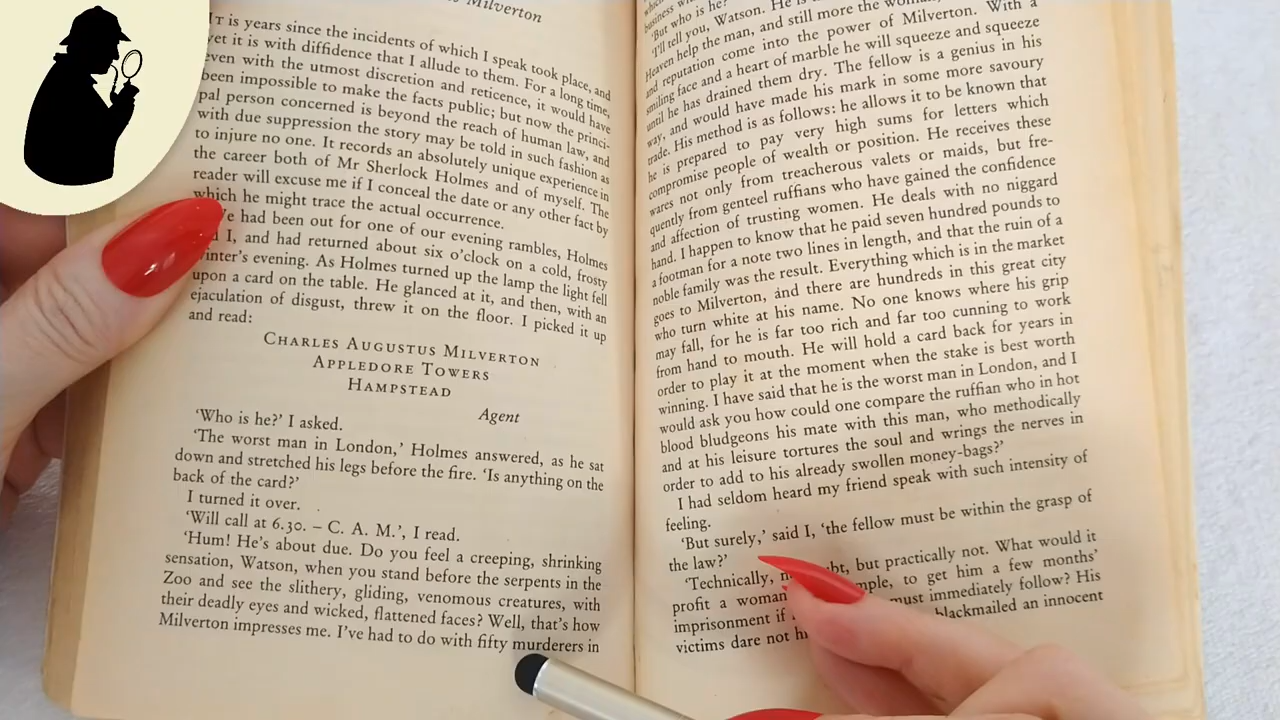 Milverton
IT is years since the incidents of which I speak took place, and
yet it is with diffidence that I allude to them. For a long time,
even with the utmost discretion and reticence, it would have
been impossible to make the facts public; but now the princi-
pal person concerned is beyond the reach of human law, and
with due suppression the story may be told in such fashion as
to injure no one. It records an absolutely unique experience in
the career both of Mr Sherlock Holmes and of myself. The
reader will excuse me if I conceal the date or any other fact by
which he might trace the actual occurrence.
We had been out for one of our evening rambles, Holmes
and I, and had returned about six o'clock on a cold, frosty
winter's evening. As Holmes turned up the lamp the light fell
upon a card on the table. He glanced at it, and then, with an
ejaculation of disgust, threw it on the floor. I picked it up
and read:
CHARLES AUGUSTUS MILVERTON
APPLEDORE TOWERS
HAMPSTEAD
Agent
'Who is he?' I asked.
'The worst man in London,' Holmes answered, as he sat
down and stretched his legs before the fire. 'Is anything on the
back of the card?'
I turned it over.
'Will call at 6.30. – C. A. M.', I read.
'Hum! He's about due. Do you feel a creeping, shrinking
sensation, Watson, when you stand before the serpents in the
Zoo and see the slithery, gliding, venomous creatures, with
their deadly eyes and wicked, flattened faces? Well, that's how
Milverton impresses me. I've had to do with fifty murderers in
business
'But who is he?'
'I'll tell you, Watson. He is
Heaven help the man, and still more the woman,
and reputation come into the power of Milverton. With a
smiling face and a heart of marble he will squeeze and squeeze
until he has drained them dry. The fellow is a genius in his
way, and would have made his mark in some more savoury
trade. His method is as follows: he allows it to be known that
he is prepared to pay very high sums for letters which
compromise people of wealth or position. He receives these
wares not only from treacherous valets or maids, but fre-
quently from genteel ruffians who have gained the confidence
and affection of trusting women. He deals with no niggard
hand. I happen to know that he paid seven hundred pounds to
a footman for a note two lines in length, and that the ruin of a
noble family was the result. Everything which is in the market
goes to Milverton, and there are hundreds in this great city
who turn white at his name. No one knows where his grip
may fall, for he is far too rich and far too cunning to work
from hand to mouth. He will hold a card back for years in
order to play it at the moment when the stake is best worth
winning. I have said that he is the worst man in London, and I
would ask you how could one compare the ruffian who in hot
blood bludgeons his mate with this man, who methodically
and at his leisure tortures the soul and wrings the nerves in
order to add to his already swollen money-bags?'
I had seldom heard my friend speak with such intensity of
feeling.
'But surely,' said I, 'the fellow must be within the grasp of
the law?'
'Technically, but practically not. What would it
profit a woman to get him a few months'
imprisonment if must immediately follow? His
victims dare not blackmailed an innocent